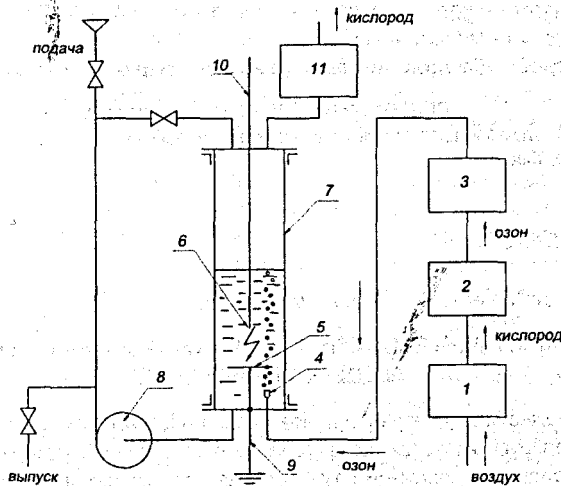 кислород
подача
10
11
7
3
6
озон
2
5
4
кислород
8
1
выпуск
9
озон
воздух